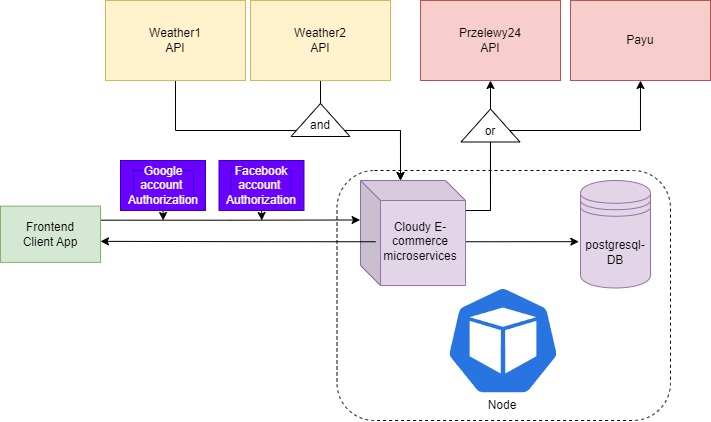 Weather1
API
Weather2
API
Przelewy24
API
Payu
and
or
Google
account
Authorization
Facebook
account
Authorization
Frontend
Client App
Cloudy E-
commerce
microservices
postgresql-
DB
Node